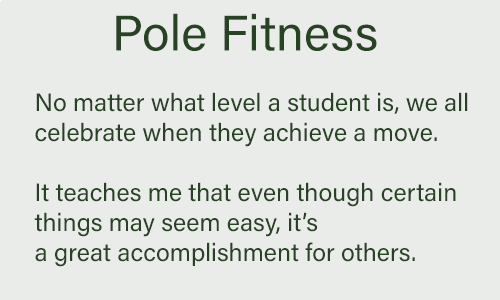 Pole Fitness
No matter what level a student is, we all
celebrate when they achieve a move.
It teaches me that even though certain
things may seem easy, it’s
a great accomplishment for others.